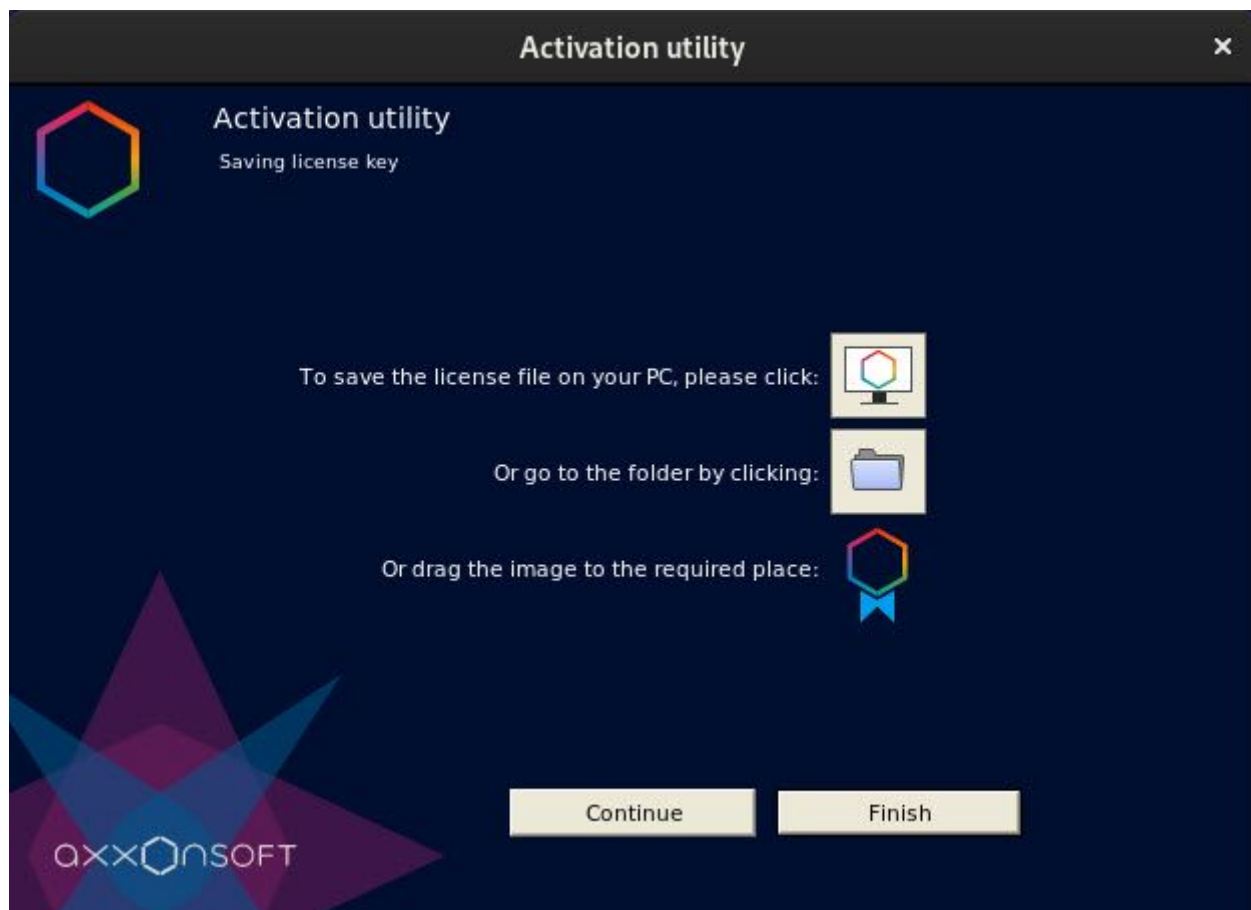 Activation utility
Activation utility
Saving license key
To save the license file on your PC, please click:
Or go to the folder by clicking:
Or drag the image to the required place:
Continue
Finish
axxonsoft